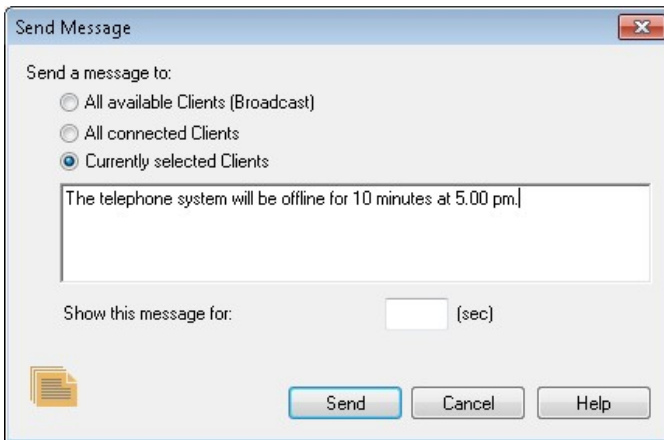 Send Message
Send a message to:
All available Clients (Broadcast)
All connected Clients
Currently selected Clients
The telephone system will be offline for 10 minutes at 5.00 pm.
Show this message for: (sec)
Send Cancel Help